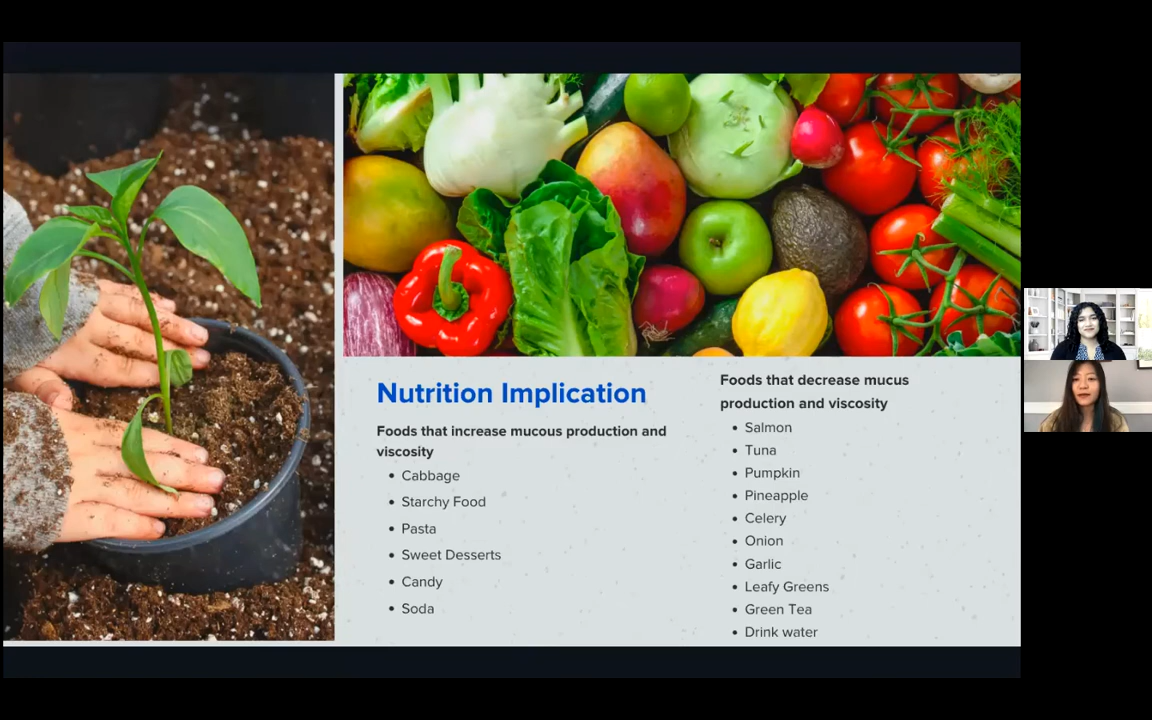 Nutrition Implication
Foods that increase mucous production and
viscosity
• Cabbage
• Starchy Food
• Pasta
• Sweet Desserts
• Candy
• Soda
Foods that decrease mucus
production and viscosity
• Salmon
• Tuna
• Pumpkin
• Pineapple
• Celery
• Onion
• Garlic
• Leafy Greens
• Green Tea
• Drink water